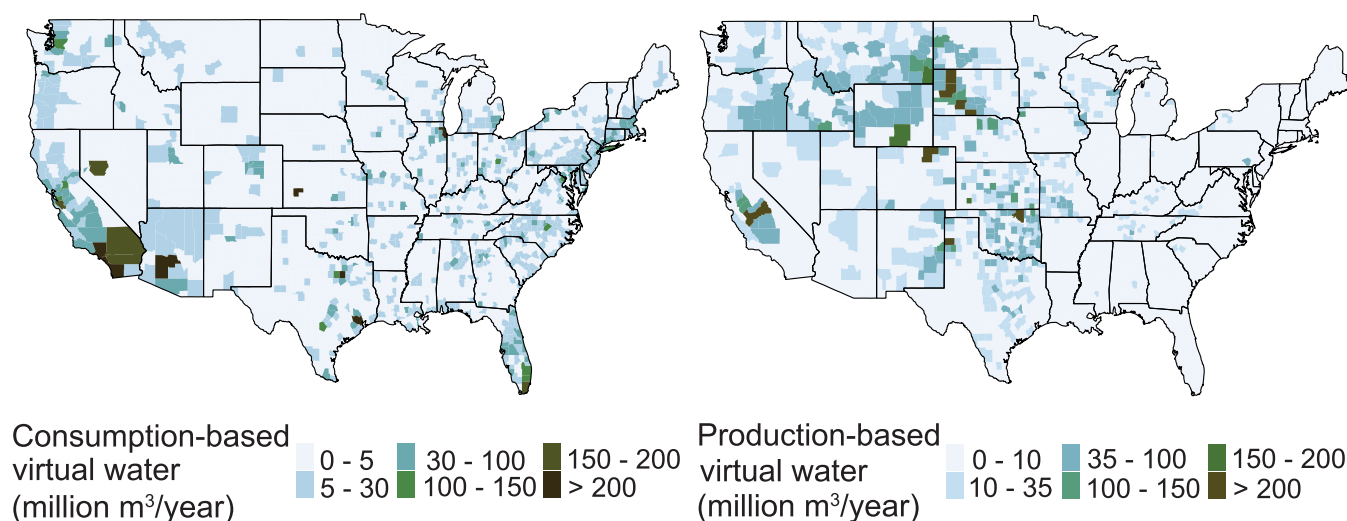 Consumption-based
virtual water
(million m³/year)
0 - 5
5 - 30
30 - 100
100 - 150
150 - 200
> 200
Production-based
virtual water
(million m³/year)
0 - 10
10 - 35
35 - 100
100 - 150
150 - 200
> 200